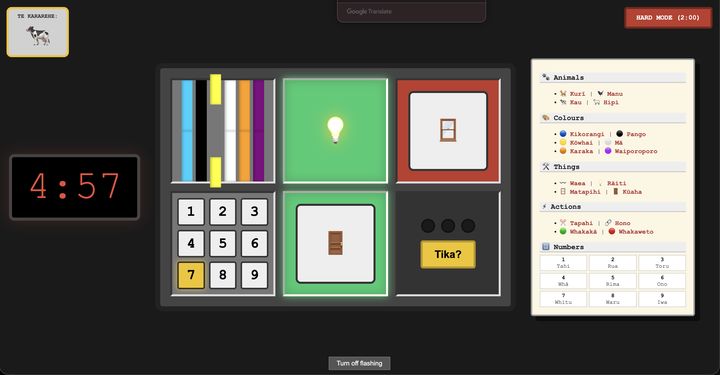 TE KARAREHE:
Google Translate
HARD MODE (2:00)
4:57
1 2 3
4 5 6
7 8 9
Tika?
Animals
Kurī | Manu
Kau | Hipi
Colours
Kikorangi | Pango
Kōwhai | Mā
Karaka | Waiporoporo
Things
Waea | Rāiti
Matapihi | Kūaha
Actions
Tapahi | Hono
Whakakā | Whakaweto
Numbers
1 2 3
Tahi Rua Toru
4 5 6
Whā Rima Ono
7 8 9
Whitu Waru Iwa
Turn off flashing